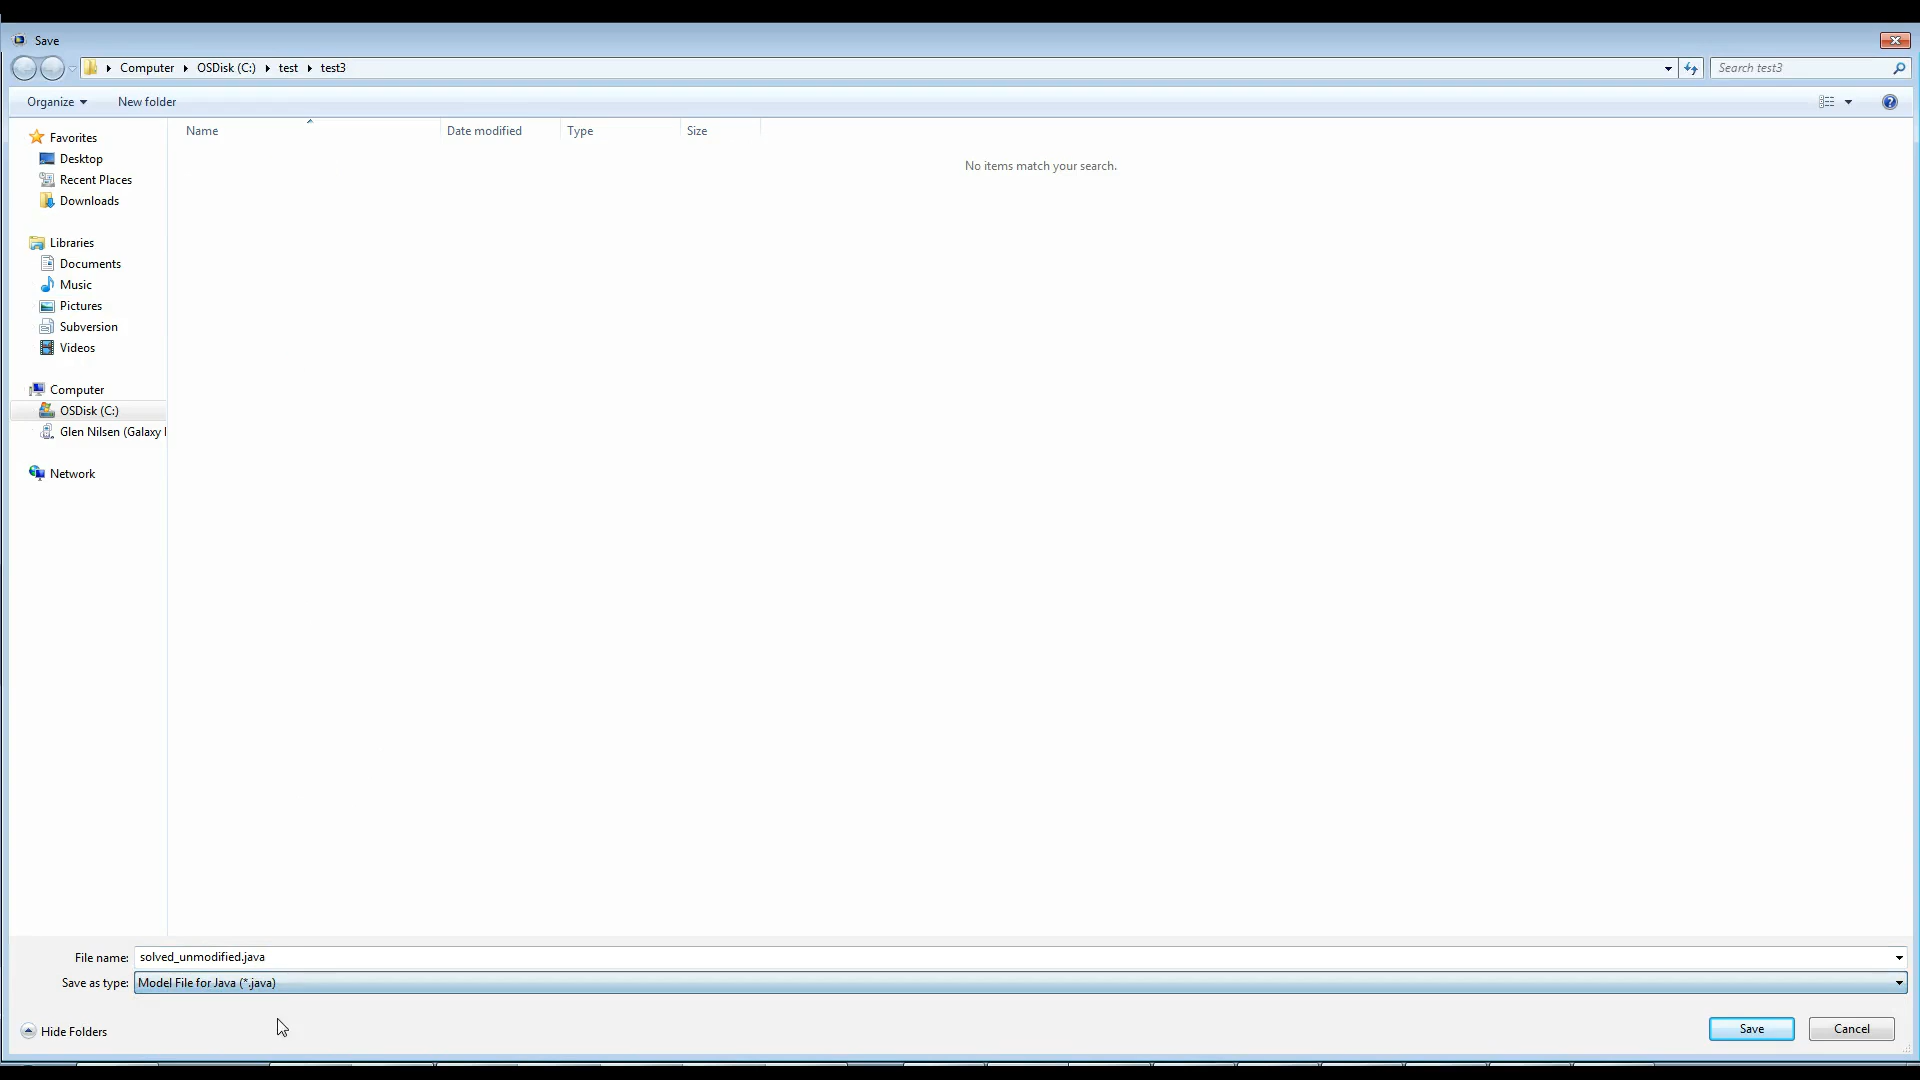 Save
Computer OSDisk (C:) test test3
Search test3
Organize New folder
Name Date modified Type Size
No items match your search.
Favorites
Desktop
Recent Places
Downloads
Libraries
Documents
Music
Pictures
Subversion
Videos
Computer
OSDisk (C:)
Glen Nilsen (Galaxy
Network
File name: solved_unmodified.java
Save as type: Model File for Java (*.java)
Hide Folders
Save Cancel